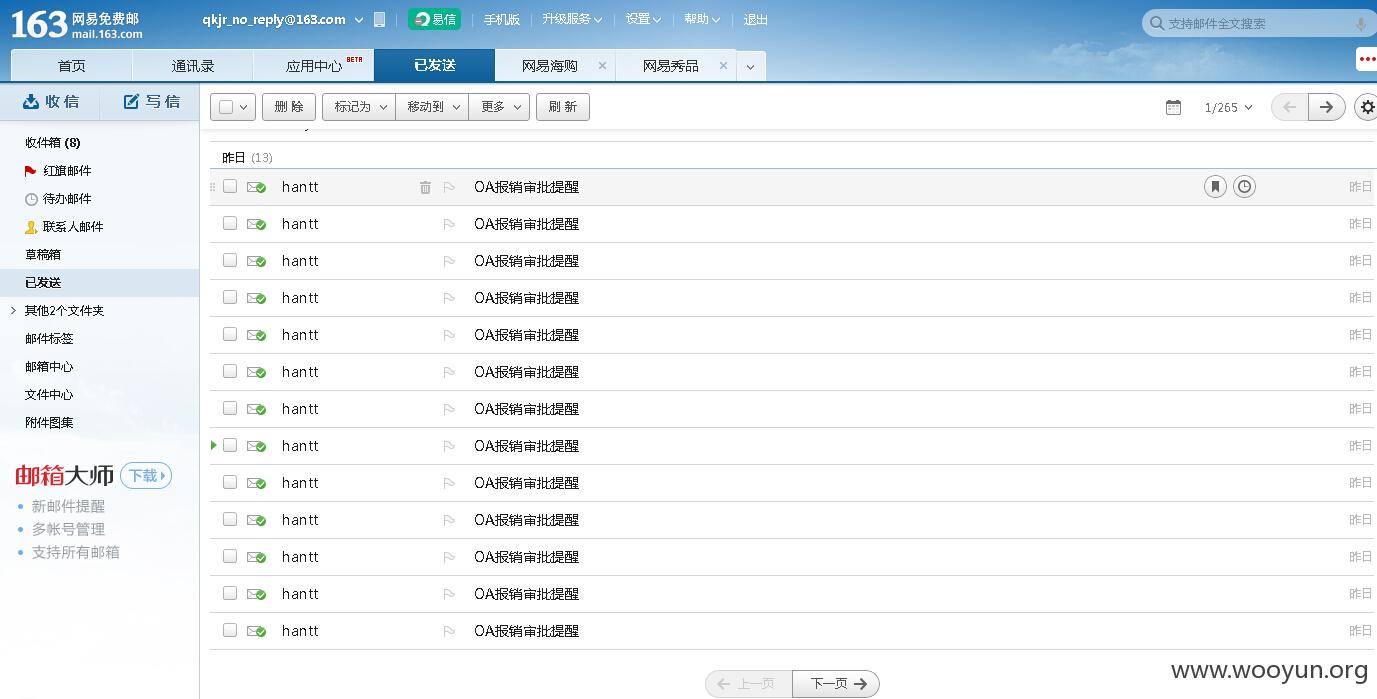 163 网易免费邮 mail.163.com qkjr_no_reply@163.com 易信 手机版 升级服务 设置 帮助 退出 支持邮件全文搜索
首页 通讯录 应用中心 BETA 已发送 网易海购 × 网易秀品 ×
收信 写信 删除 标记为 移动到 更多 刷新 1/265
收件箱 (8)
红旗邮件
待办邮件
联系人邮件
草稿箱
已发送
其他2个文件夹
邮件标签
邮箱中心
文件中心
附件图集
邮箱大师 下载
新邮件提醒
多帐号管理
支持所有邮箱
昨日 (13)
hantt OA报销审批提醒 昨日
hantt OA报销审批提醒 昨日
hantt OA报销审批提醒 昨日
hantt OA报销审批提醒 昨日
hantt OA报销审批提醒 昨日
hantt OA报销审批提醒 昨日
hantt OA报销审批提醒 昨日
hantt OA报销审批提醒 昨日
hantt OA报销审批提醒 昨日
hantt OA报销审批提醒 昨日
hantt OA报销审批提醒 昨日
hantt OA报销审批提醒 昨日
hantt OA报销审批提醒 昨日
上一页 下一页
www.wooyun.org